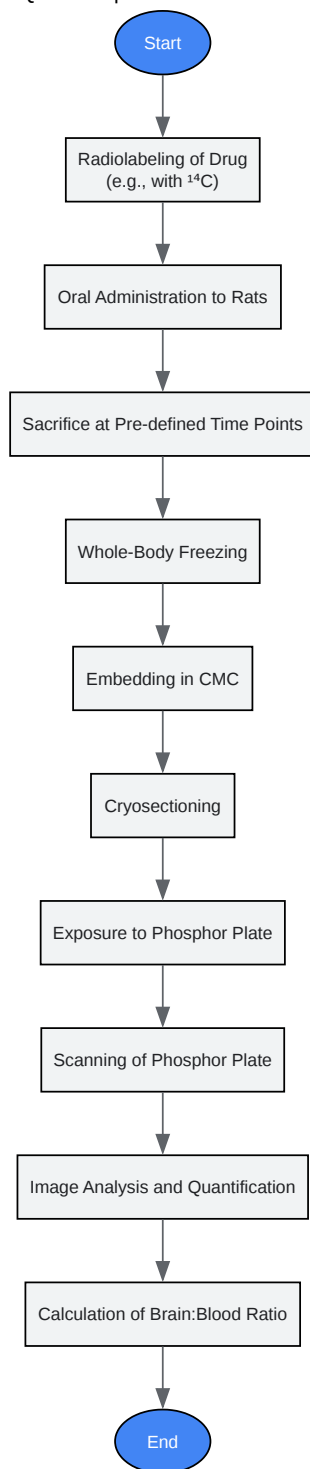 Start
Radiolabeling of Drug
(e.g., with ¹⁴C)
Oral Administration to Rats
Sacrifice at Pre-defined Time Points
Whole-Body Freezing
Embedding in CMC
Cryosectioning
Exposure to Phosphor Plate
Scanning of Phosphor Plate
Image Analysis and Quantification
Calculation of Brain:Blood Ratio
End